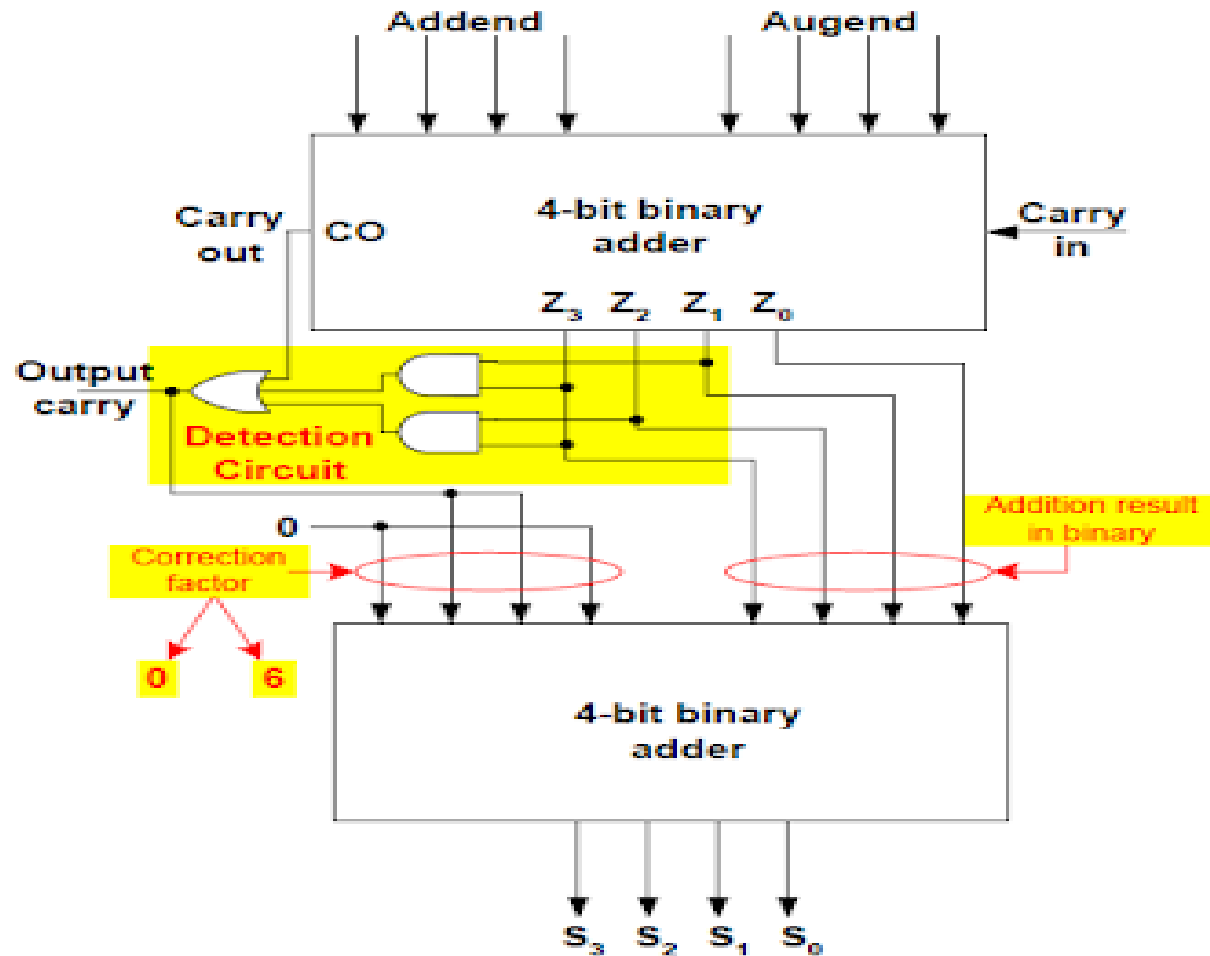 Addend
Augend
4-bit binary
adder
Carry
out
CO
Carry
in
Z₃ Z₂ Z₁ Z₀
Output
carry
Detection
Circuit
0
Addition result
in binary
Correction
factor
0 6
4-bit binary
adder
S₃ S₂ S₁ S₀